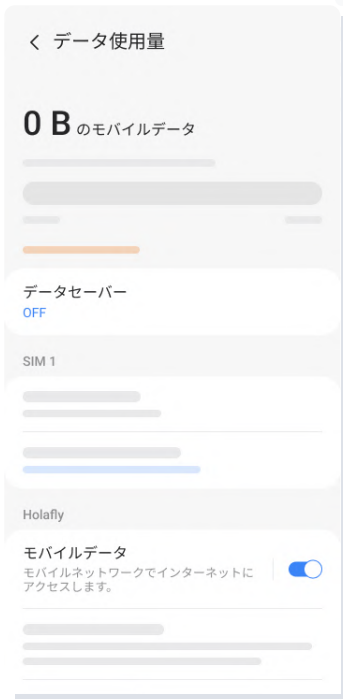 データ使用量
0 B のモバイルデータ
データセーバー
OFF
SIM 1
Holafly
モバイルデータ
モバイルネットワークでインターネットに
アクセスします。